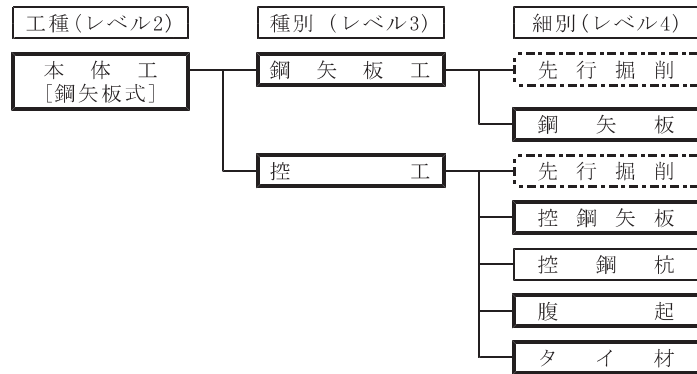 工種(レベル2)
種別（レベル3)
細別(レベル4)
本体工
[鋼矢板式]
鋼矢板工
先行掘削
鋼矢板
控工
先行掘削
控鋼矢板
控鋼杭
腹起
タイ材